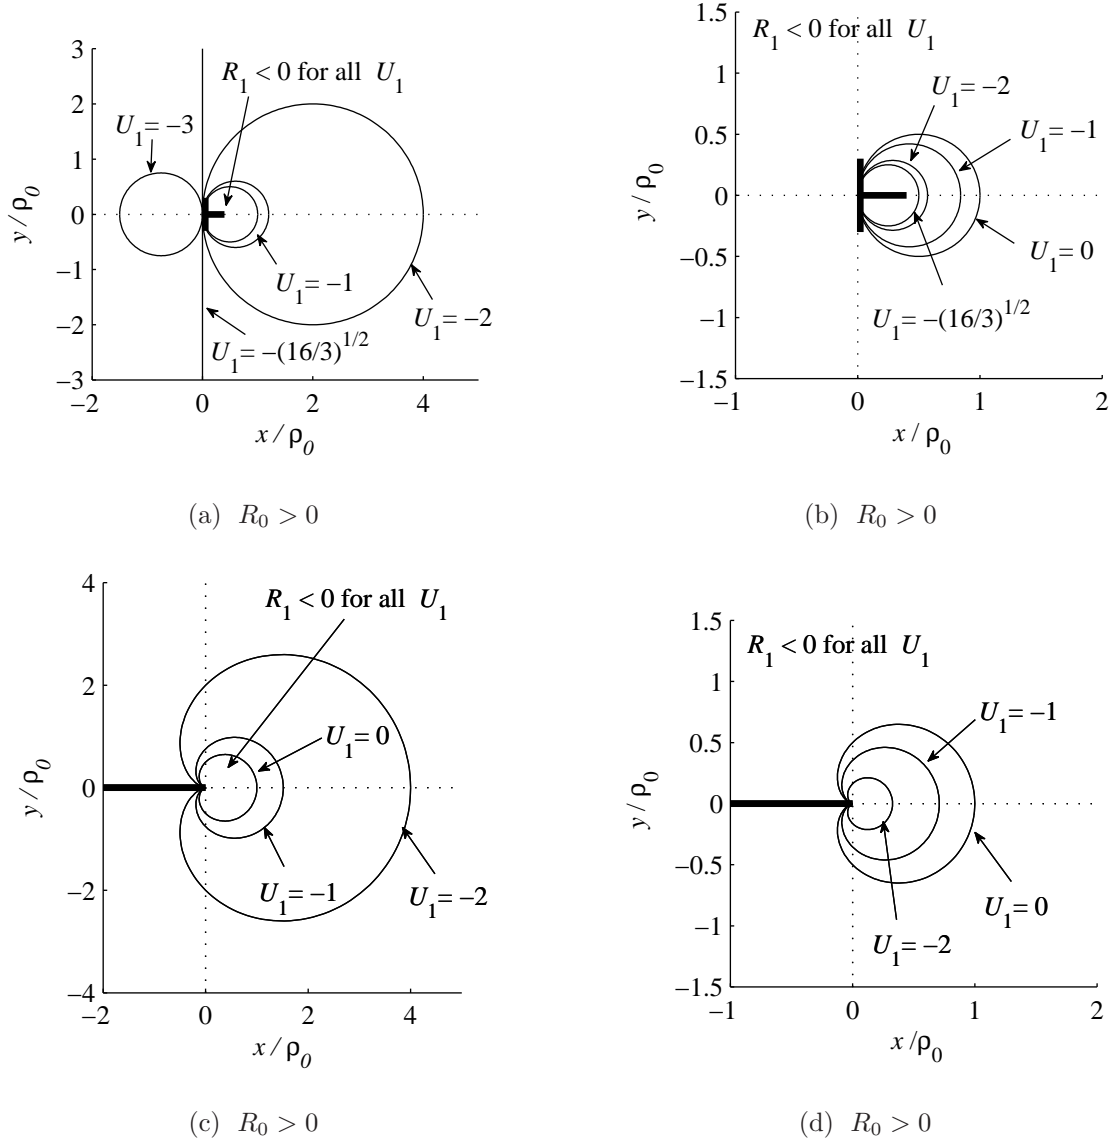 R₁ < 0 for all U₁
U₁= −3
U₁= −1
U₁= −2
U₁= −(16/3)^1/2
3
2
1
0
−1
−2
−3
−2
0
2
4
x / ρ₀
y / ρ₀
(a) R₀ > 0
R₁ < 0 for all U₁
U₁= −2
U₁= −1
U₁= 0
U₁= −(16/3)^1/2
1.5
1
0.5
0
−0.5
−1
−1.5
−1
0
1
2
x / ρ₀
y / ρ₀
(b) R₀ > 0
R₁ < 0 for all U₁
U₁= 0
U₁= −1
U₁= −2
4
2
0
−2
−4
−2
0
2
4
x / ρ₀
y / ρ₀
(c) R₀ > 0
R₁ < 0 for all U₁
U₁= −1
U₁= 0
U₁= −2
1.5
1
0.5
0
−0.5
−1
−1.5
−1
0
1
2
x /ρ₀
y / ρ₀
(d) R₀ > 0